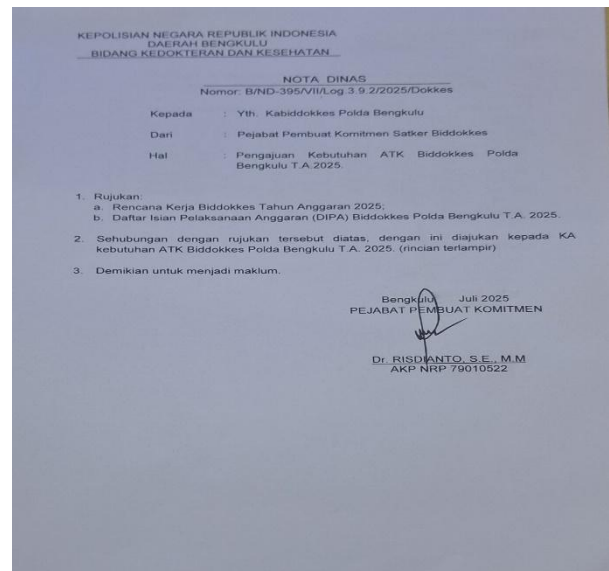 KEPOLISIAN NEGARA REPUBLIK INDONESIA
DAERAH BENGKULU
BIDANG KEDOKTERAN DAN KESEHATAN
NOTA DINAS
Nomor: B/ND-395/VII/Log.3.9.2/2025/Dokkes
Kepada : Yth. Kabiddokkes Polda Bengkulu
Dari : Pejabat Pembuat Komitmen Satker Biddokkes
Hal : Pengajuan Kebutuhan ATK Biddokkes Polda
Bengkulu T.A.2025.
1. Rujukan:
a. Rencana Kerja Biddokkes Tahun Anggaran 2025;
b. Daftar Isian Pelaksanaan Anggaran (DIPA) Biddokkes Polda Bengkulu T.A. 2025.
2. Sehubungan dengan rujukan tersebut diatas, dengan ini diajukan kepada KA
kebutuhan ATK Biddokkes Polda Bengkulu T.A. 2025. (rincian terlampir)
3. Demikian untuk menjadi maklum.
Bengkulu, Juli 2025
PEJABAT PEMBUAT KOMITMEN
Dr. RISDIANTO, S.E., M.M
AKP NRP 79010522